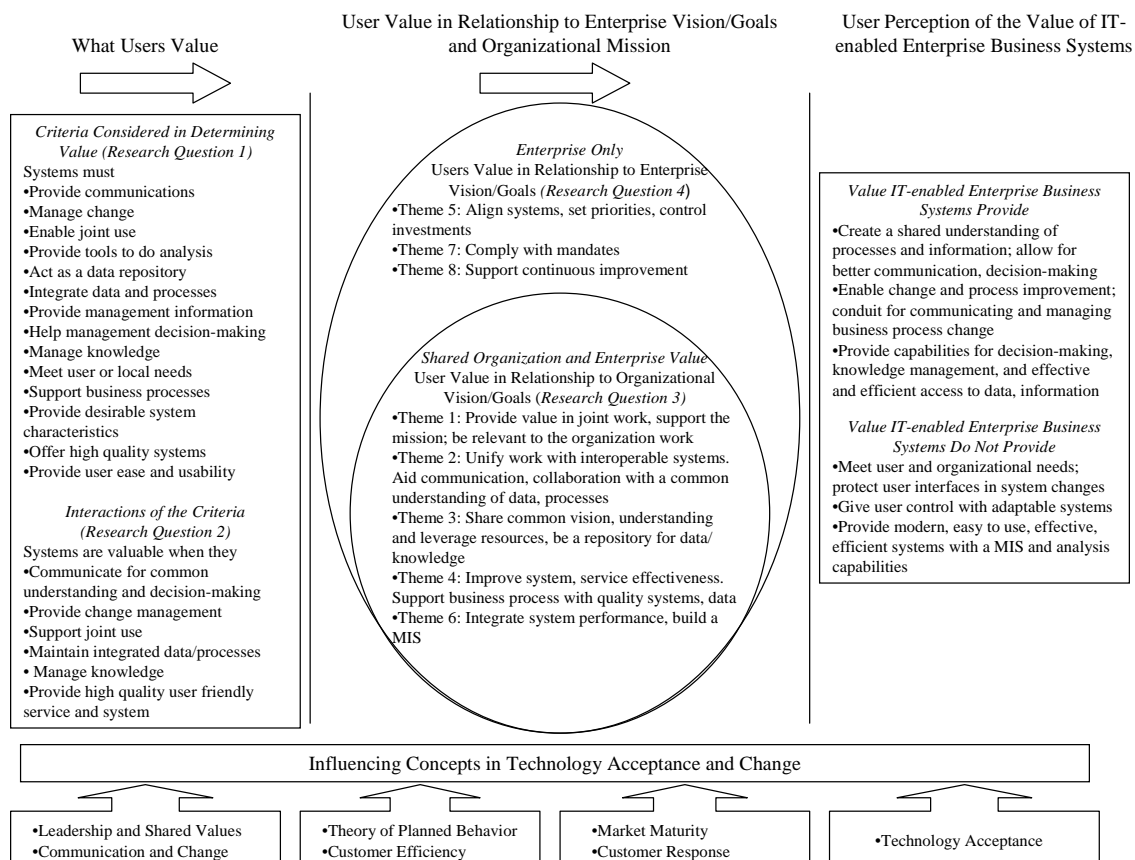 What Users Value
User Value in Relationship to Enterprise Vision/Goals
and Organizational Mission
User Perception of the Value of IT-
enabled Enterprise Business Systems
Criteria Considered in Determining
Value (Research Question 1)
Systems must
•Provide communications
•Manage change
•Enable joint use
•Provide tools to do analysis
•Act as a data repository
•Integrate data and processes
•Provide management information
•Help management decision-making
•Manage knowledge
•Meet user or local needs
•Support business processes
•Provide desirable system
characteristics
•Offer high quality systems
•Provide user ease and usability
Interactions of the Criteria
(Research Question 2)
Systems are valuable when they
•Communicate for common
understanding and decision-making
•Provide change management
•Support joint use
•Maintain integrated data/processes
• Manage knowledge
•Provide high quality user friendly
service and system
Enterprise Only
Users Value in Relationship to Enterprise
Vision/Goals (Research Question 4)
•Theme 5: Align systems, set priorities, control
investments
•Theme 7: Comply with mandates
•Theme 8: Support continuous improvement
Shared Organization and Enterprise Value
User Value in Relationship to Organizational
Vision/Goals (Research Question 3)
•Theme 1: Provide value in joint work, support the
mission; be relevant to the organization work
•Theme 2: Unify work with interoperable systems.
Aid communication, collaboration with a common
understanding of data, processes
•Theme 3: Share common vision, understanding
and leverage resources, be a repository for data/
knowledge
•Theme 4: Improve system, service effectiveness.
Support business process with quality systems, data
•Theme 6: Integrate system performance, build a
MIS
Value IT-enabled Enterprise Business
Systems Provide
•Create a shared understanding of
processes and information; allow for
better communication, decision-making
•Enable change and process improvement;
conduit for communicating and managing
business process change
•Provide capabilities for decision-making,
knowledge management, and effective
and efficient access to data, information
Value IT-enabled Enterprise Business
Systems Do Not Provide
•Meet user and organizational needs;
protect user interfaces in system changes
•Give user control with adaptable systems
•Provide modern, easy to use, effective,
efficient systems with a MIS and analysis
capabilities
Influencing Concepts in Technology Acceptance and Change
•Leadership and Shared Values
•Communication and Change
•Theory of Planned Behavior
•Customer Efficiency
•Market Maturity
•Customer Response
•Technology Acceptance